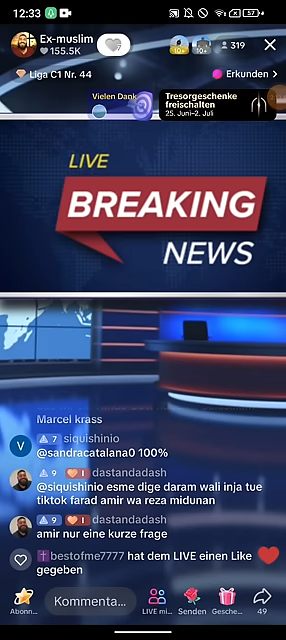 12:33
57
Ex-muslim
155.5K
10+
10+
319
Liga C1 Nr. 44
Erkunden >
Vielen Dank
Tresorgeschenke
freischalten
25. Juni–2. Juli
LIVE
BREAKING
NEWS
Marcel krass
V
7 siquishinio
@sandracatalana0 100%
9 I dastandadash
@siquishinio esme dige daram wali inja tue
tiktok farad amir wa reza midunan
9 I dastandadash
amir nur eine kurze frage
bestofme7777 hat dem LIVE einen Like
gegeben
Kommenta...
Abonn...
LIVE mi...
Senden
Gesche...
49